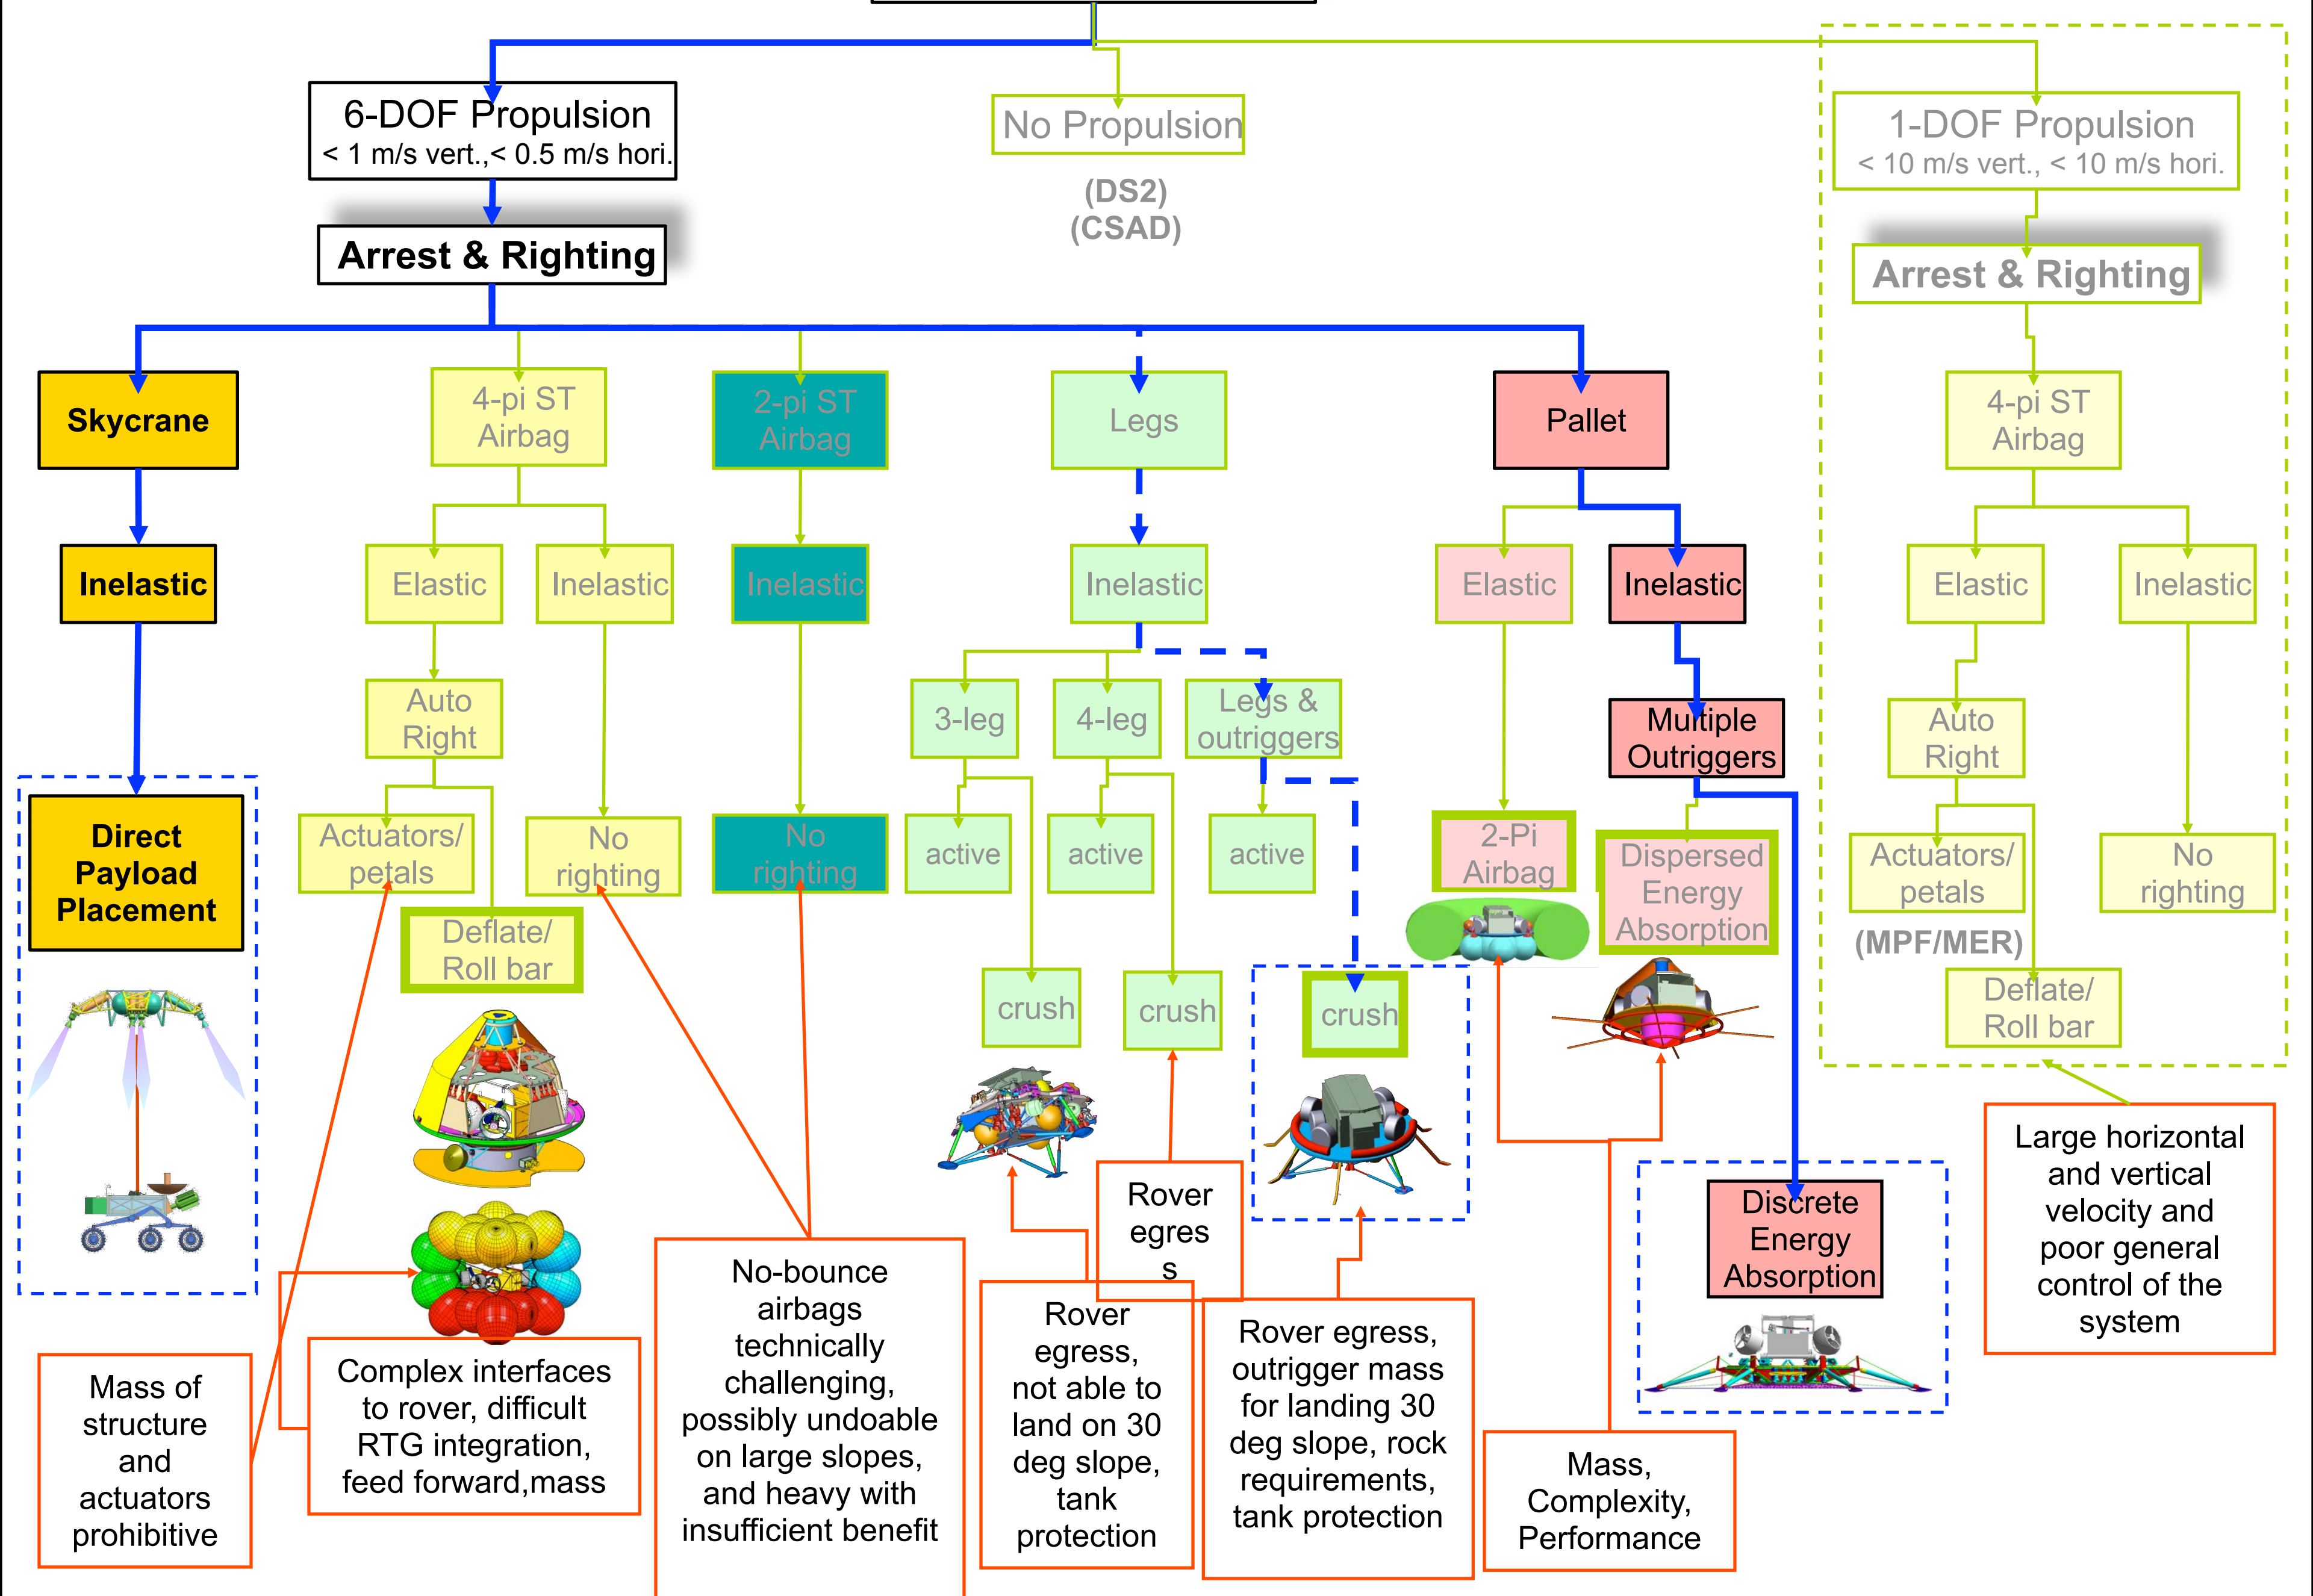 6-DOF Propulsion
< 1 m/s vert.,< 0.5 m/s hori.
No Propulsion
(DS2)
(CSAD)
1-DOF Propulsion
< 10 m/s vert., < 10 m/s hori.
Arrest & Righting
Arrest & Righting
Skycrane
4-pi ST
Airbag
2-pi ST
Airbag
Legs
Pallet
4-pi ST
Airbag
Inelastic
Elastic
Inelastic
Inelastic
Inelastic
Elastic
Inelastic
Elastic
Inelastic
Auto
Right
3-leg
4-leg
Legs &
outriggers
Multiple
Outriggers
Auto
Right
Direct
Payload
Placement
Actuators/
petals
No
righting
No
righting
active
active
active
2-Pi
Airbag
Dispersed
Energy
Absorption
Actuators/
petals
No
righting
(MPF/MER)
Deflate/
Roll bar
crush
crush
crush
Deflate/
Roll bar
Rover
egres
s
Discrete
Energy
Absorption
Large horizontal
and vertical
velocity and
poor general
control of the
system
Mass of
structure
and
actuators
prohibitive
Complex interfaces
to rover, difficult
RTG integration,
feed forward,mass
No-bounce
airbags
technically
challenging,
possibly undoable
on large slopes,
and heavy with
insufficient benefit
Rover
egress,
not able to
land on 30
deg slope,
tank
protection
Rover egress,
outrigger mass
for landing 30
deg slope, rock
requirements,
tank protection
Mass,
Complexity,
Performance